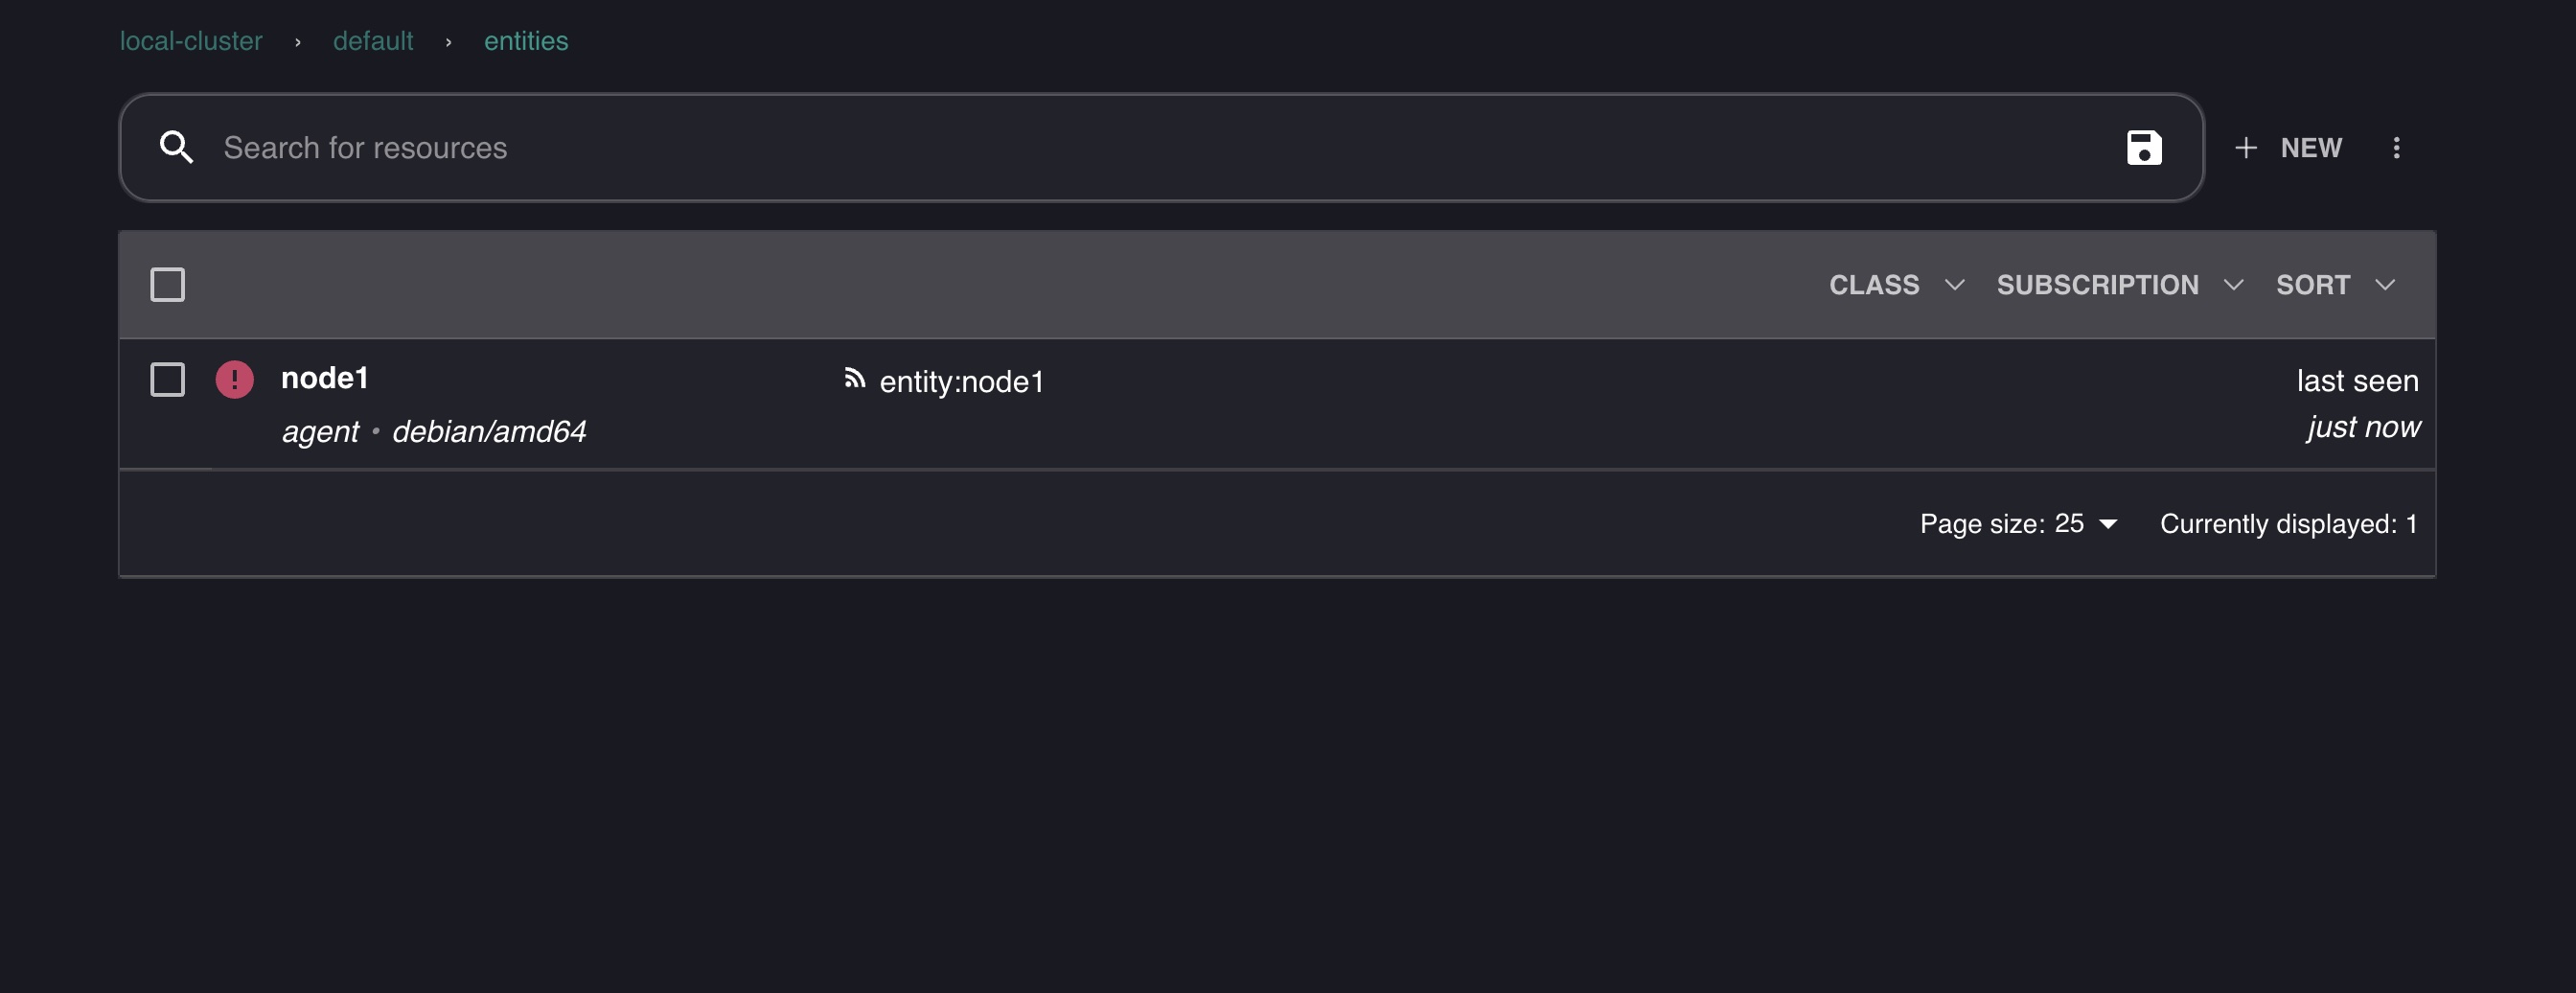 local-cluster › default › entities
Search for resources
+ NEW
CLASS SUBSCRIPTION SORT
node1 entity:node1 last seen
agent • debian/amd64 just now
Page size: 25 Currently displayed: 1